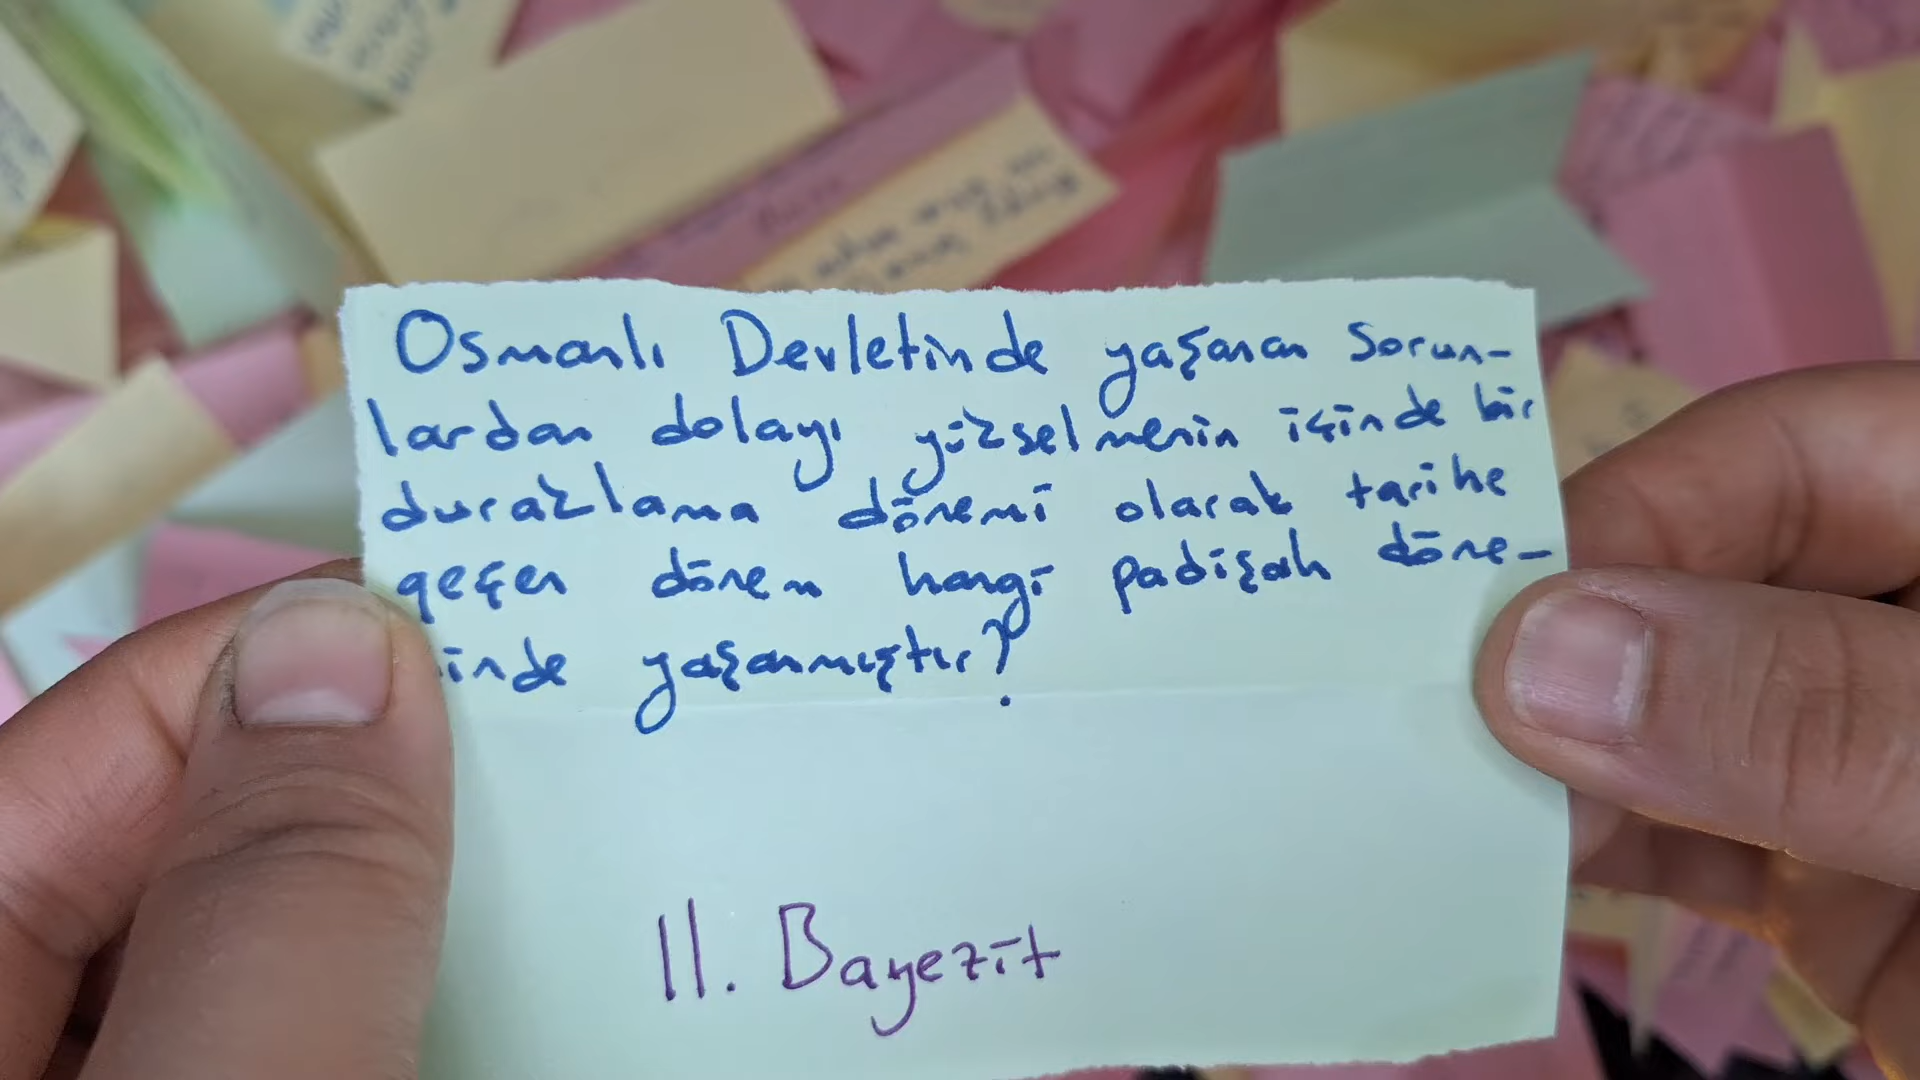 Osmanlı Devletinde yaşanan sorun-
lardan dolayı yükselmenin içinde bir
duraklama dönemi olarak tarihe
geçen dönem hangi padişah döne-
inde yaşanmıştır?
II. Bayezit